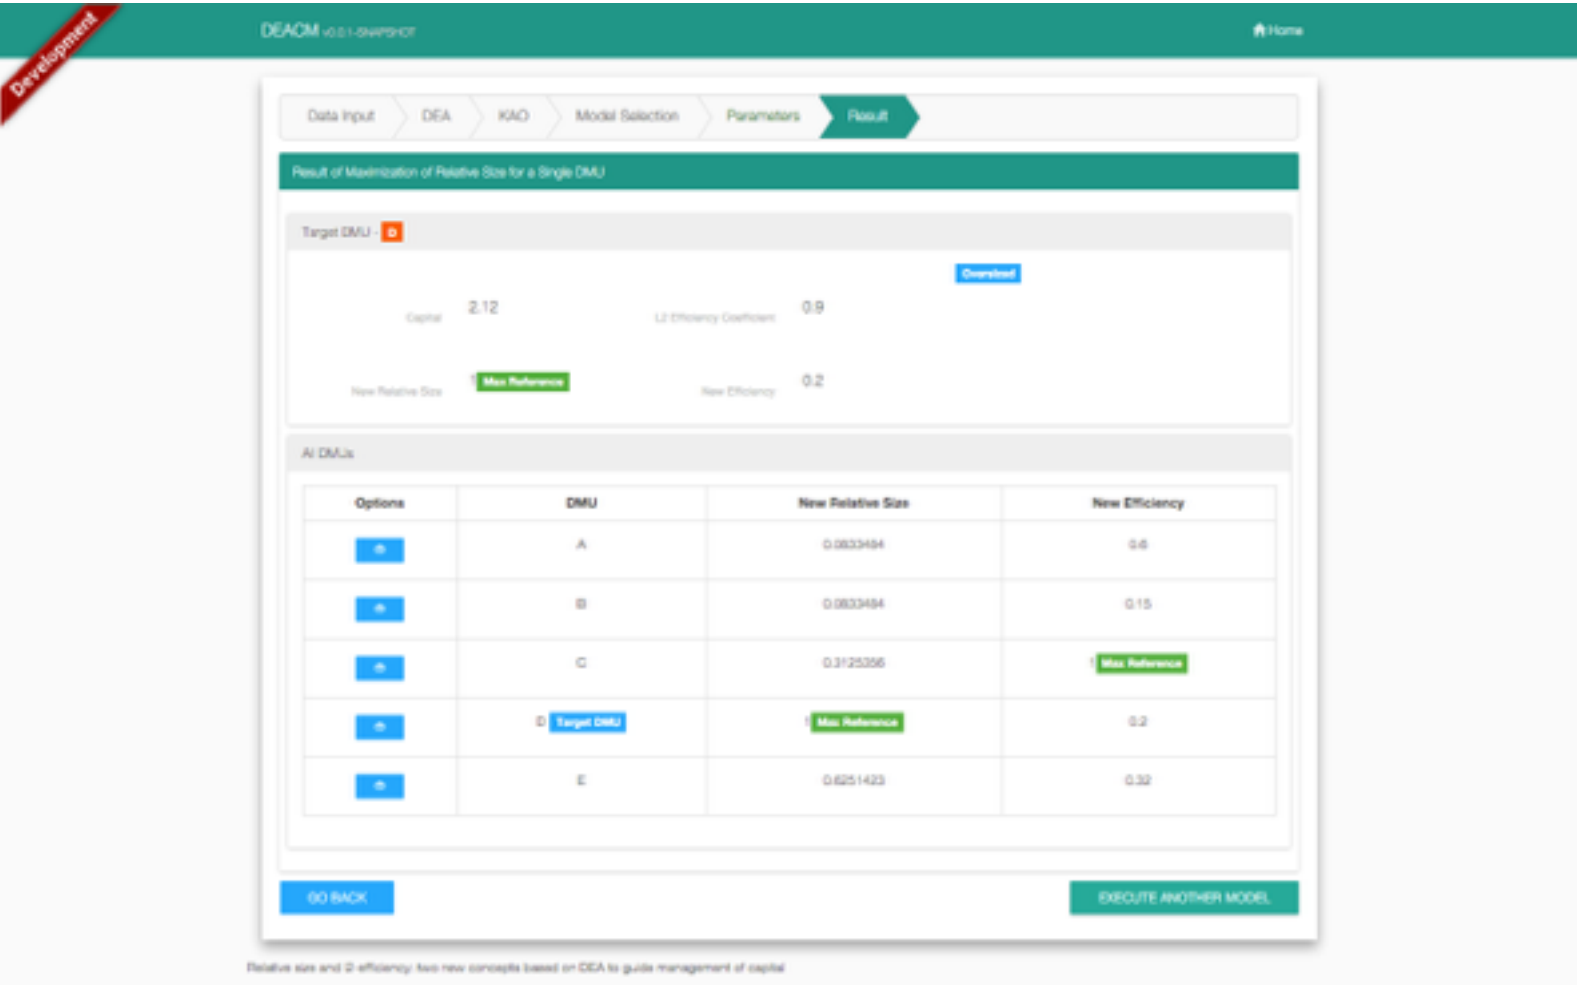 Development
DEACM v0.0.1-SNAPSHOT
Home
Data Input DEA KAO Model Selection Parameters Result
Result of Maximization of Relative Size for a Single DMU
Target DMU - D
Oversized
Capital 2.12 L2 Efficiency Coefficient 0.9
New Relative Size 1 Max Reference New Efficiency 0.2
All DMUs
Options DMU New Relative Size New Efficiency
A 0.0833484 0.6
B 0.0833484 0.15
C 0.3125356 1 Max Reference
D Target DMU 1 Max Reference 0.2
E 0.6251423 0.32
GO BACK EXECUTE ANOTHER MODEL
Relative size and l2-efficiency: two new concepts based on DEA to guide management of capital